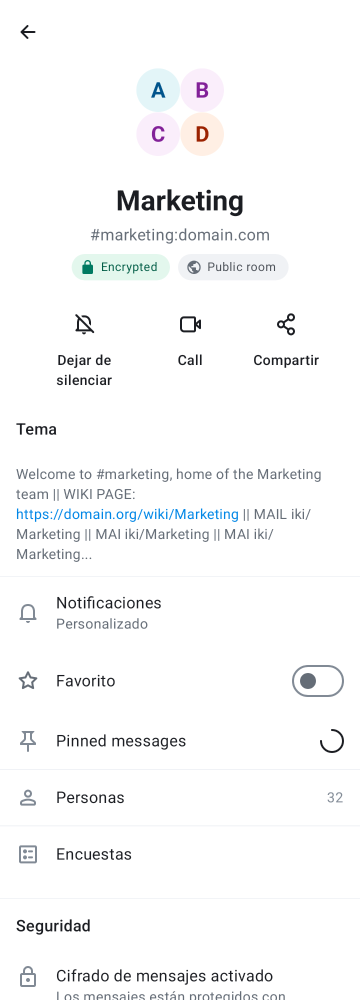 A B
C D
Marketing
#marketing:domain.com
Encrypted Public room
Dejar de silenciar Call Compartir
Tema
Welcome to #marketing, home of the Marketing
team || WIKI PAGE:
https://domain.org/wiki/Marketing || MAIL iki/
Marketing || MAI iki/Marketing || MAI iki/
Marketing...
Notificaciones
Personalizado
Favorito
Pinned messages
Personas 32
Encuestas
Seguridad
Cifrado de mensajes activado
Los mensajes están protegidos con